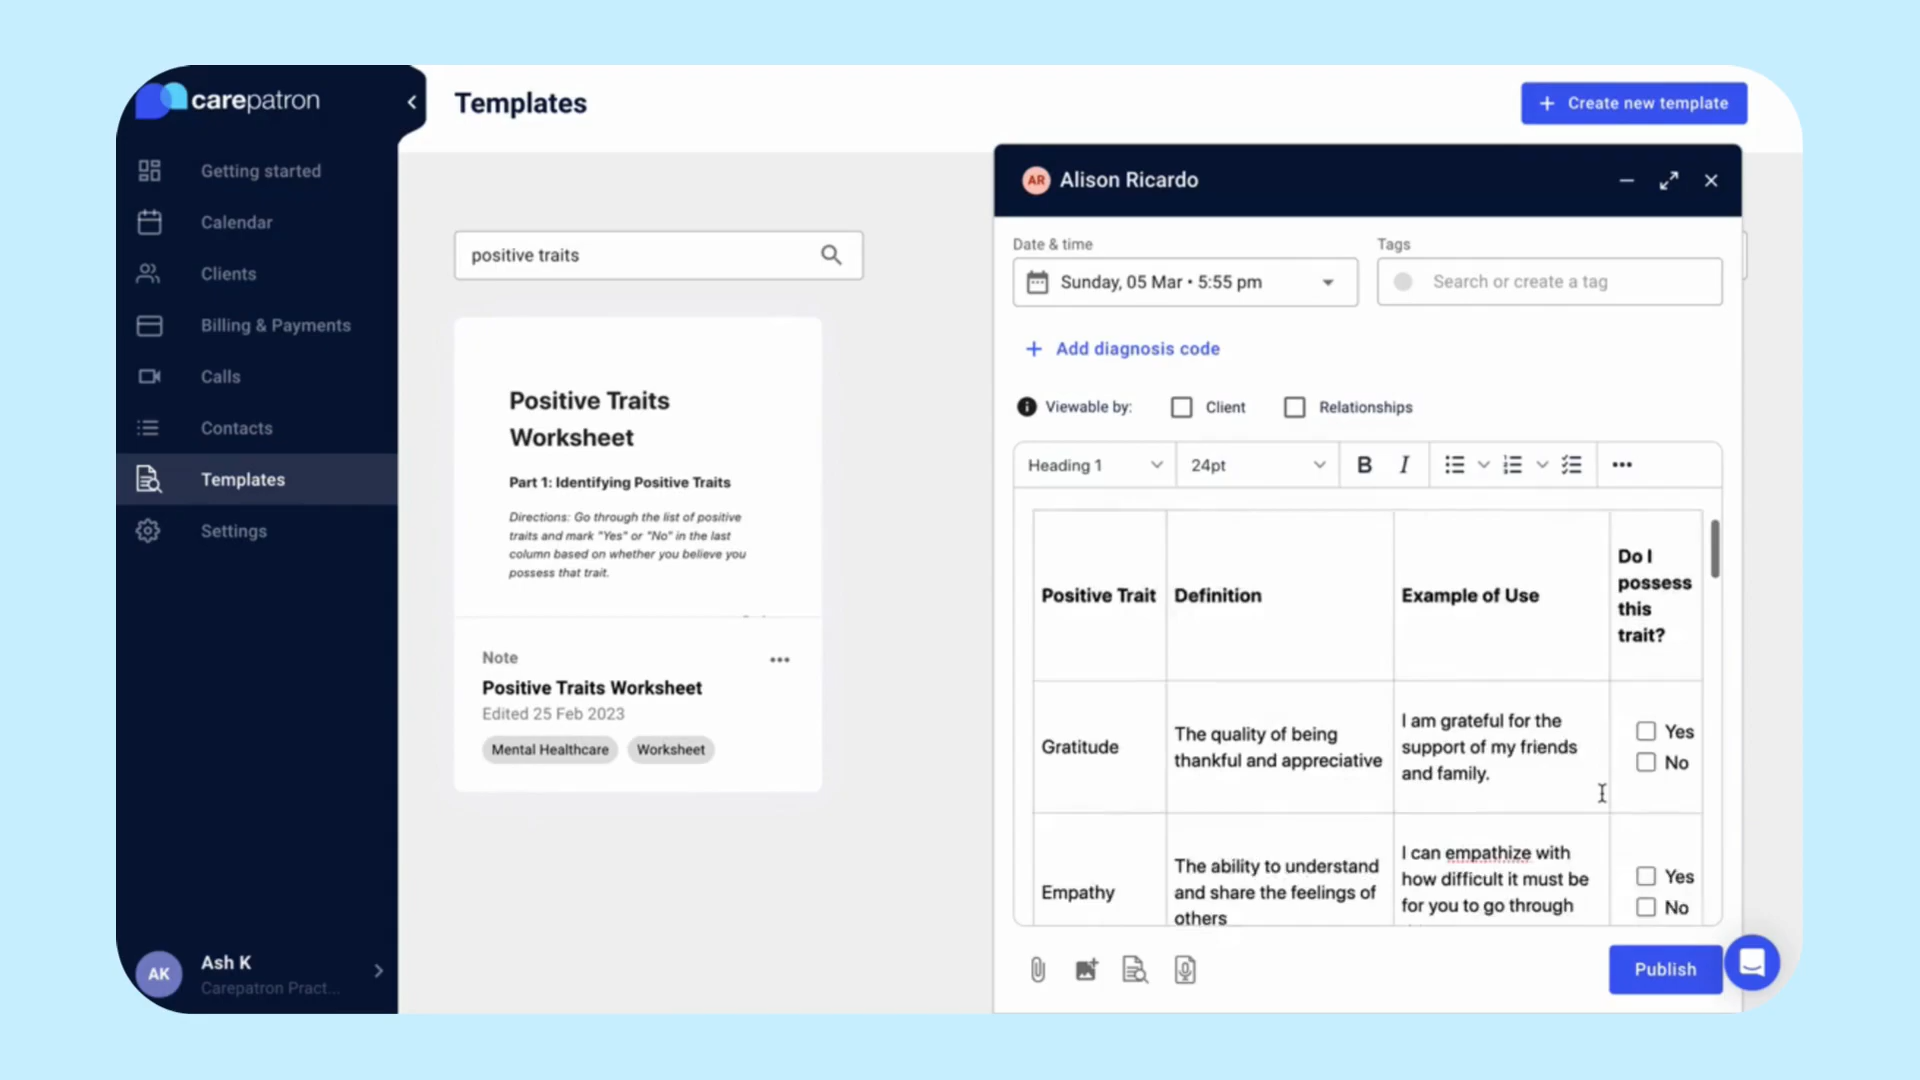 carepatron
Getting started
Calendar
Clients
Billing & Payments
Calls
Contacts
Templates
Settings
AK
Ash K
Carepatron Pract...
Templates
+ Create new template
positive traits
Positive Traits
Worksheet
Part 1: Identifying Positive Traits
Directions: Go through the list of positive
traits and mark "Yes" or "No" in the last
column based on whether you believe you
possess that trait.
Note
Positive Traits Worksheet
Edited 25 Feb 2023
Mental Healthcare Worksheet
AR Alison Ricardo
Date & time
Sunday, 05 Mar • 5:55 pm
Tags
Search or create a tag
+ Add diagnosis code
Viewable by: Client Relationships
Heading 1 24pt B I
Positive Trait
Definition
Example of Use
Do I
possess
this
trait?
Gratitude
The quality of being
thankful and appreciative
I am grateful for the
support of my friends
and family.
Yes
No
Empathy
The ability to understand
and share the feelings of
others
I can empathize with
how difficult it must be
for you to go through
Yes
No
Publish